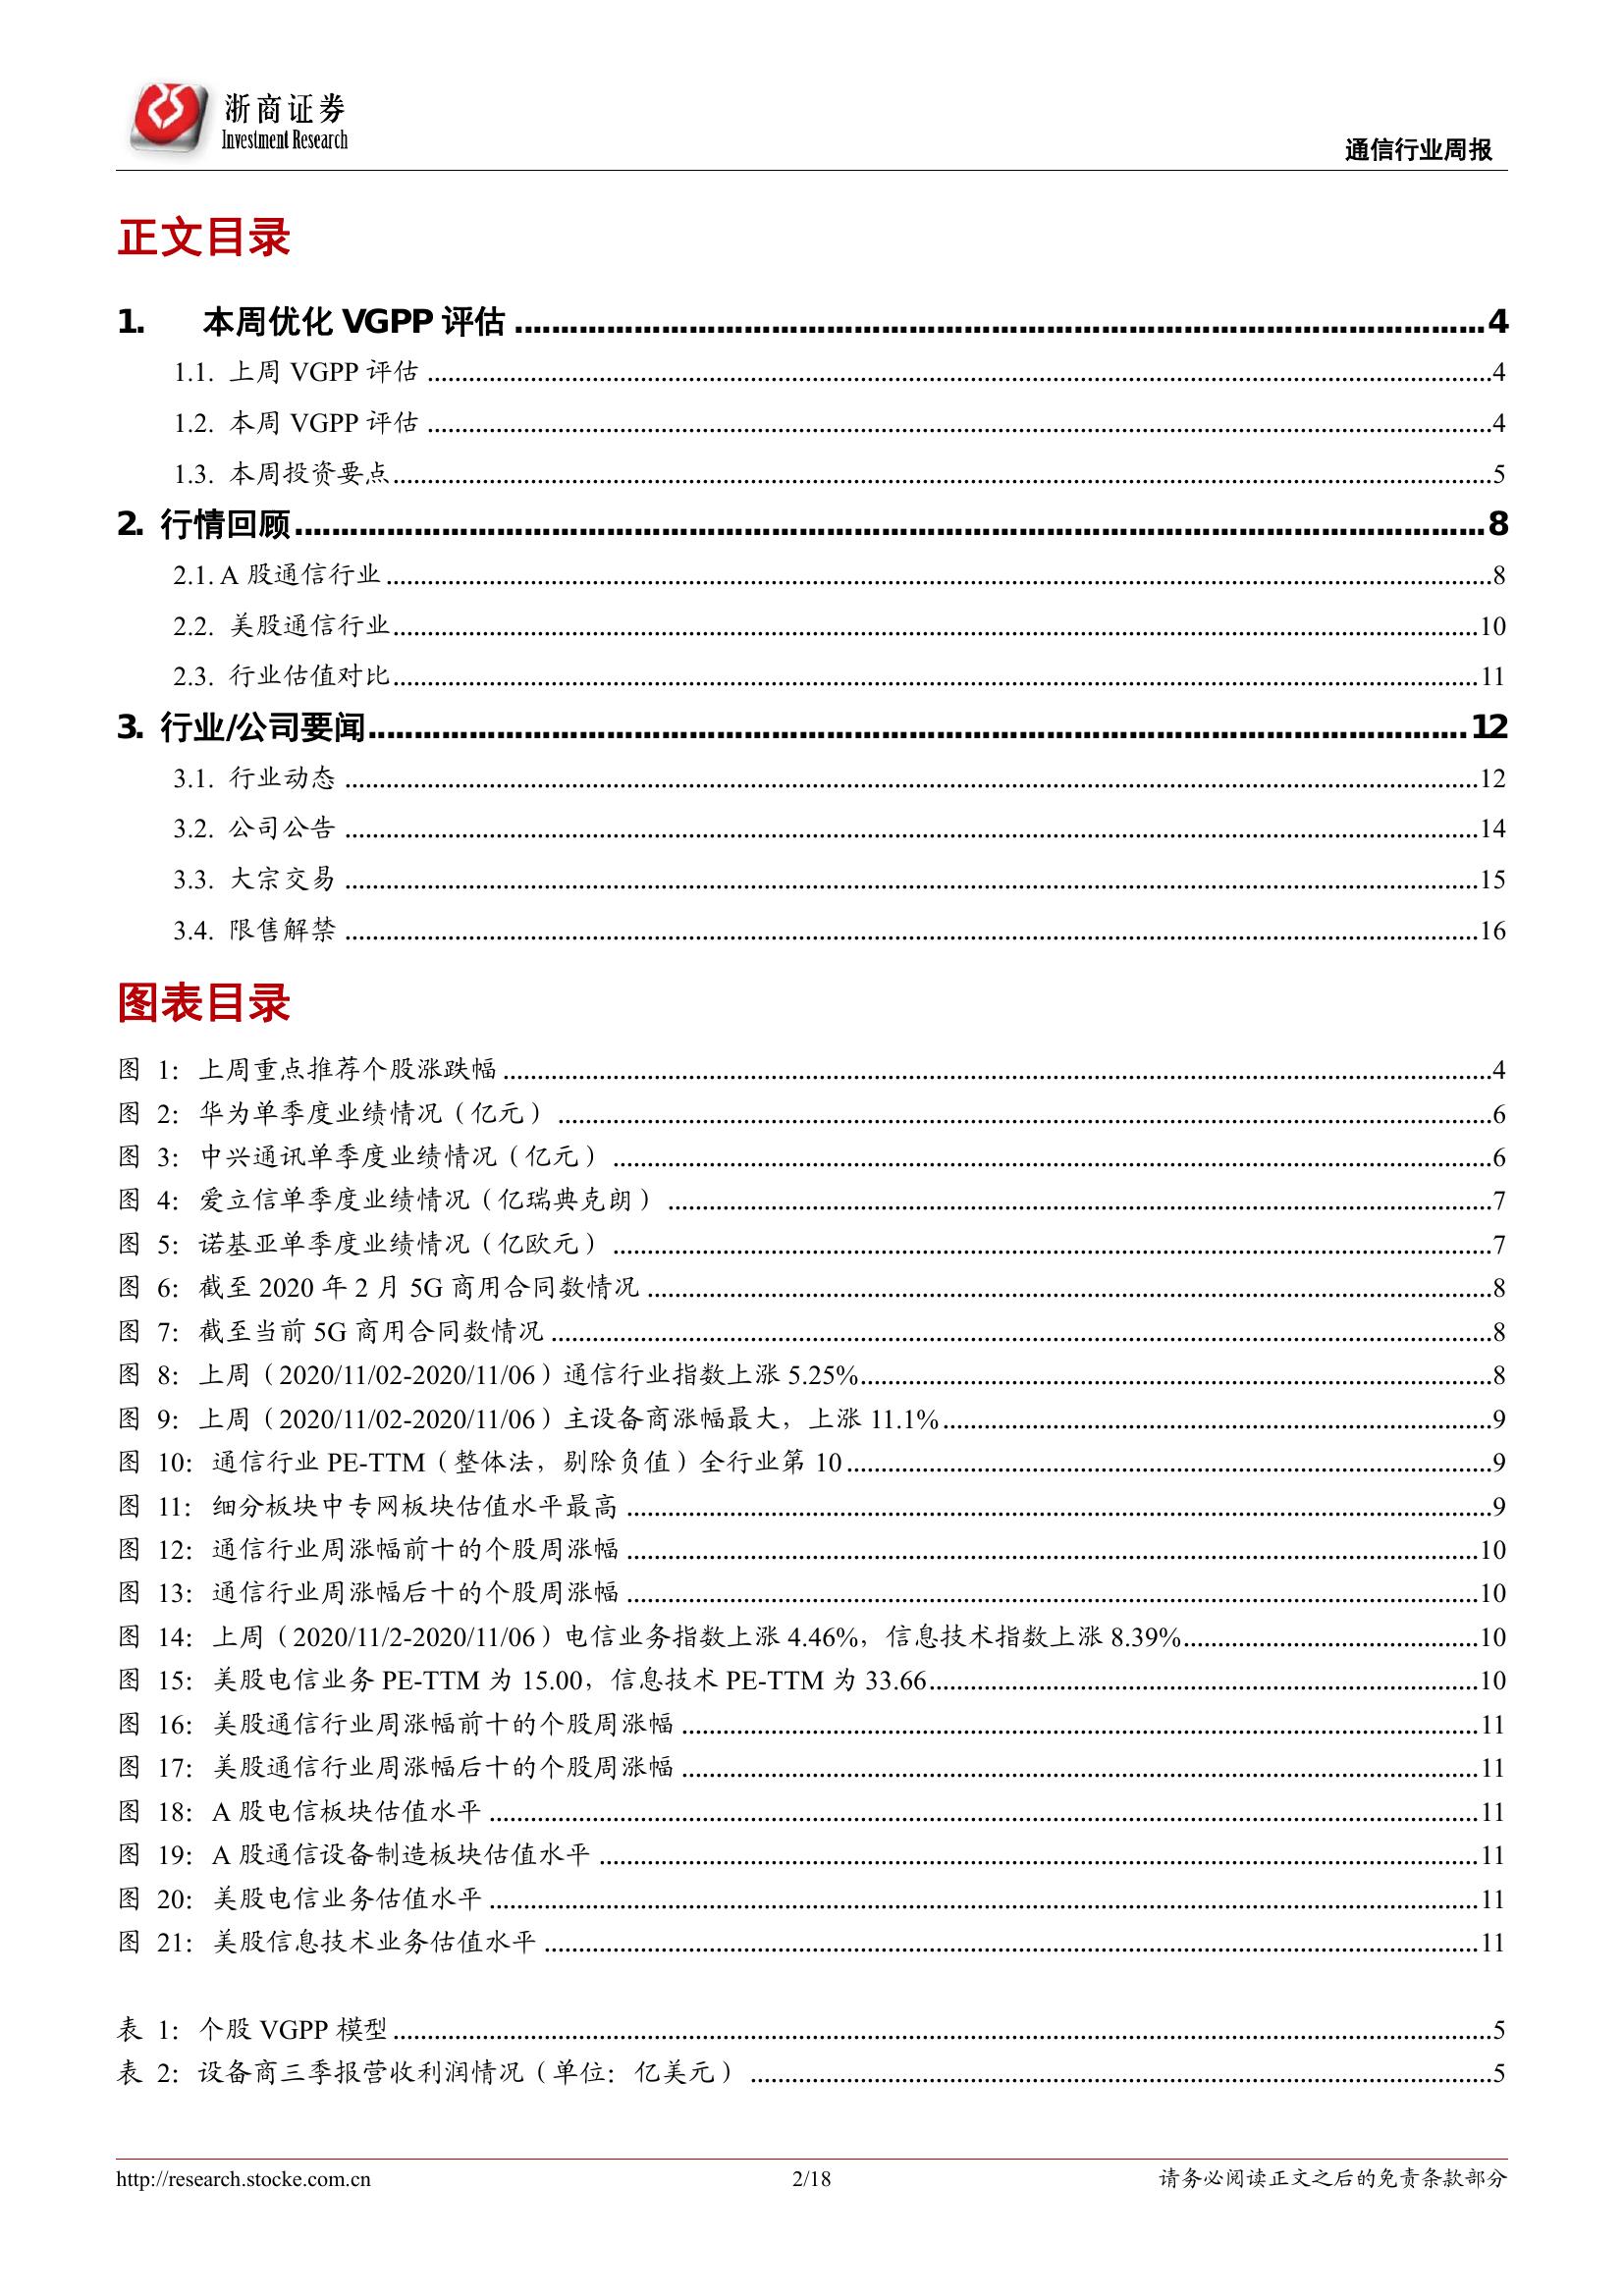 浙商证券
Investment Research
通信行业周报
正文目录
1. 本周优化 VGPP 评估 ........ 4
1.1. 上周 VGPP 评估 ........ 4
1.2. 本周 VGPP 评估 ........ 4
1.3. 本周投资要点 ........ 5
2. 行情回顾 ........ 8
2.1. A 股通信行业 ........ 8
2.2. 美股通信行业 ........ 10
2.3. 行业估值对比 ........ 11
3. 行业/公司要闻 ........ 12
3.1. 行业动态 ........ 12
3.2. 公司公告 ........ 14
3.3. 大宗交易 ........ 15
3.4. 限售解禁 ........ 16
图表目录
图 1：上周重点推荐个股涨跌幅 ........ 4
图 2：华为单季度业绩情况（亿元） ........ 6
图 3：中兴通讯单季度业绩情况（亿元） ........ 6
图 4：爱立信单季度业绩情况（亿瑞典克朗） ........ 7
图 5：诺基亚单季度业绩情况（亿欧元） ........ 7
图 6：截至 2020 年 2 月 5G 商用合同数情况 ........ 8
图 7：截至当前 5G 商用合同数情况 ........ 8
图 8：上周（2020/11/02-2020/11/06）通信行业指数上涨 5.25% ........ 8
图 9：上周（2020/11/02-2020/11/06）主设备商涨幅最大，上涨 11.1% ........ 9
图 10：通信行业 PE-TTM（整体法，剔除负值）全行业第 10 ........ 9
图 11：细分板块中专网板块估值水平最高 ........ 9
图 12：通信行业周涨幅前十的个股周涨幅 ........ 10
图 13：通信行业周涨幅后十的个股周涨幅 ........ 10
图 14：上周（2020/11/2-2020/11/06）电信业务指数上涨 4.46%，信息技术指数上涨 8.39% ........ 10
图 15：美股电信业务 PE-TTM 为 15.00，信息技术 PE-TTM 为 33.66 ........ 10
图 16：美股通信行业周涨幅前十的个股周涨幅 ........ 11
图 17：美股通信行业周涨幅后十的个股周涨幅 ........ 11
图 18：A 股电信板块估值水平 ........ 11
图 19：A 股通信设备制造板块估值水平 ........ 11
图 20：美股电信业务估值水平 ........ 11
图 21：美股信息技术业务估值水平 ........ 11
表 1：个股 VGPP 模型 ........ 5
表 2：设备商三季报营收利润情况（单位：亿美元） ........ 5
http://research.stocke.com.cn
2/18
请务必阅读正文之后的免责条款部分